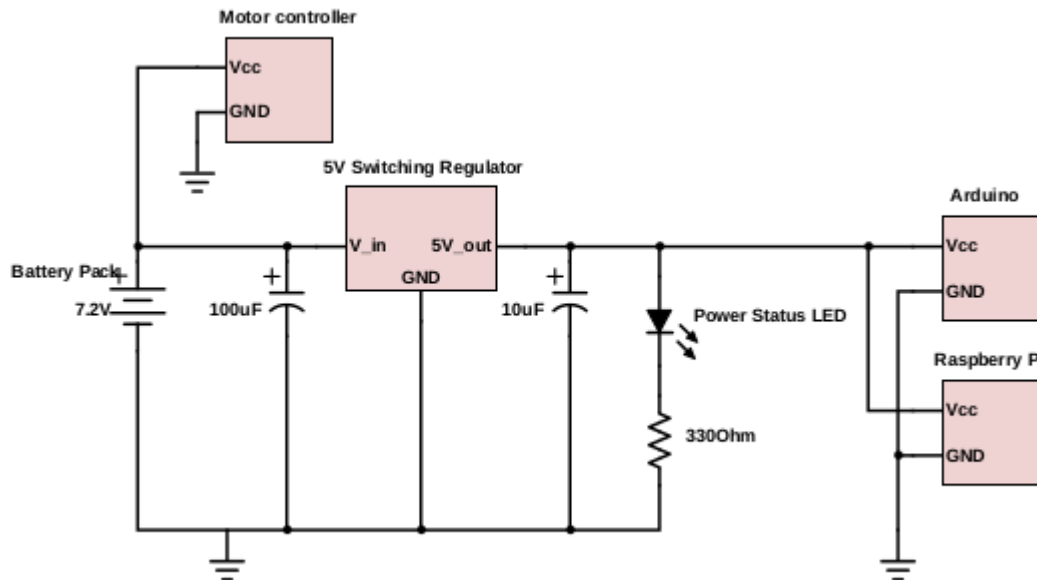 Motor controller
Vcc
GND
5V Switching Regulator
V_in
5V_out
GND
Arduino
Vcc
GND
Battery Pack
7.2V
100uF
10uF
Power Status LED
330Ohm
Raspberry P
Vcc
GND